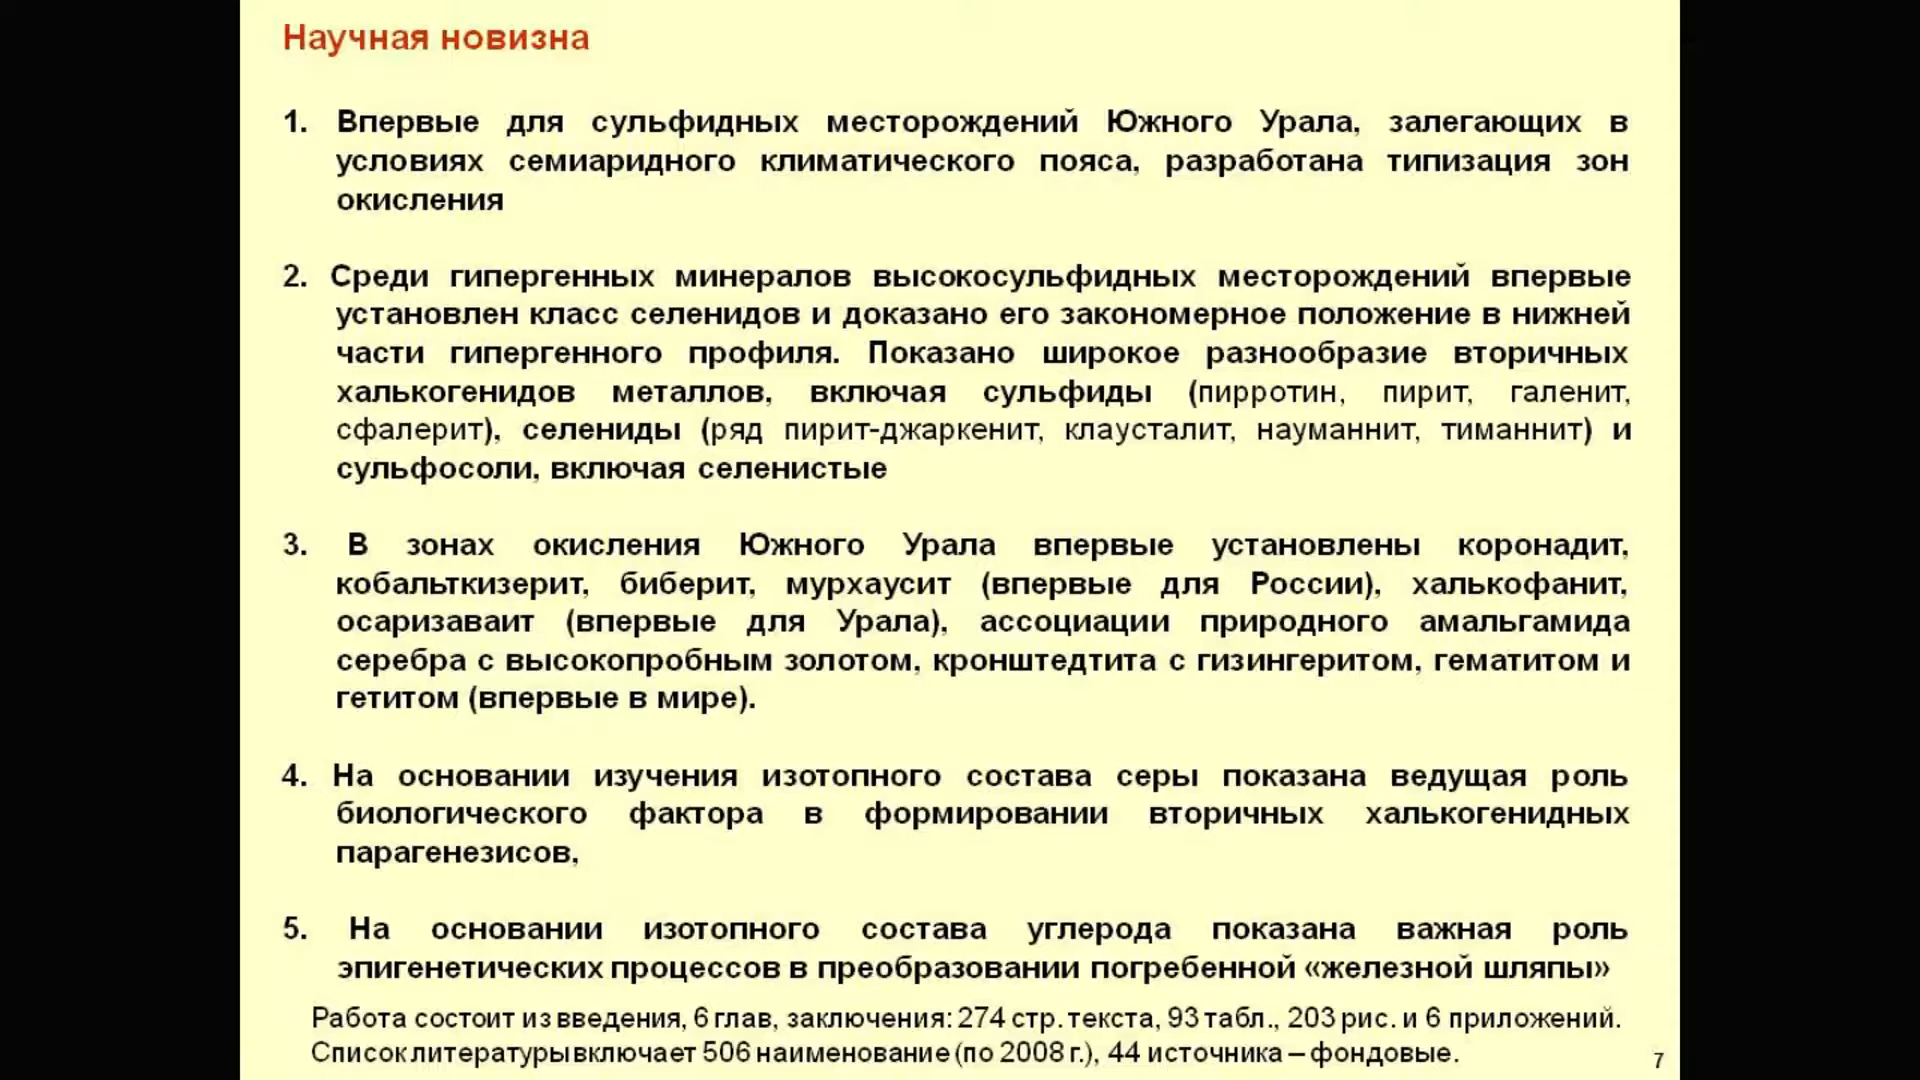 Научная новизна
1. Впервые для сульфидных месторождений Южного Урала, залегающих в
условиях семиаридного климатического пояса, разработана типизация зон
окисления
2. Среди гипергенных минералов высокосульфидных месторождений впервые
установлен класс селенидов и доказано его закономерное положение в нижней
части гипергенного профиля. Показано широкое разнообразие вторичных
халькогенидов металлов, включая сульфиды (пирротин, пирит, галенит,
сфалерит), селениды (ряд пирит-джаркенит, клаусталит, науманнит, тиманнит) и
сульфосоли, включая селенистые
3. В зонах окисления Южного Урала впервые установлены коронадит,
кобальткизерит, биберит, мурхаусит (впервые для России), халькофанит,
осаризаваит (впервые для Урала), ассоциации природного амальгамида
серебра с высокопробным золотом, кронштедтита с гизингеритом, гематитом и
гетитом (впервые в мире).
4. На основании изучения изотопного состава серы показана ведущая роль
биологического фактора в формировании вторичных халькогенидных
парагенезисов,
5. На основании изотопного состава углерода показана важная роль
эпигенетических процессов в преобразовании погребенной «железной шляпы»
Работа состоит из введения, 6 глав, заключения: 274 стр. текста, 93 табл., 203 рис. и 6 приложений.
Список литературы включает 506 наименование (по 2008 г.), 44 источника – фондовые.
7